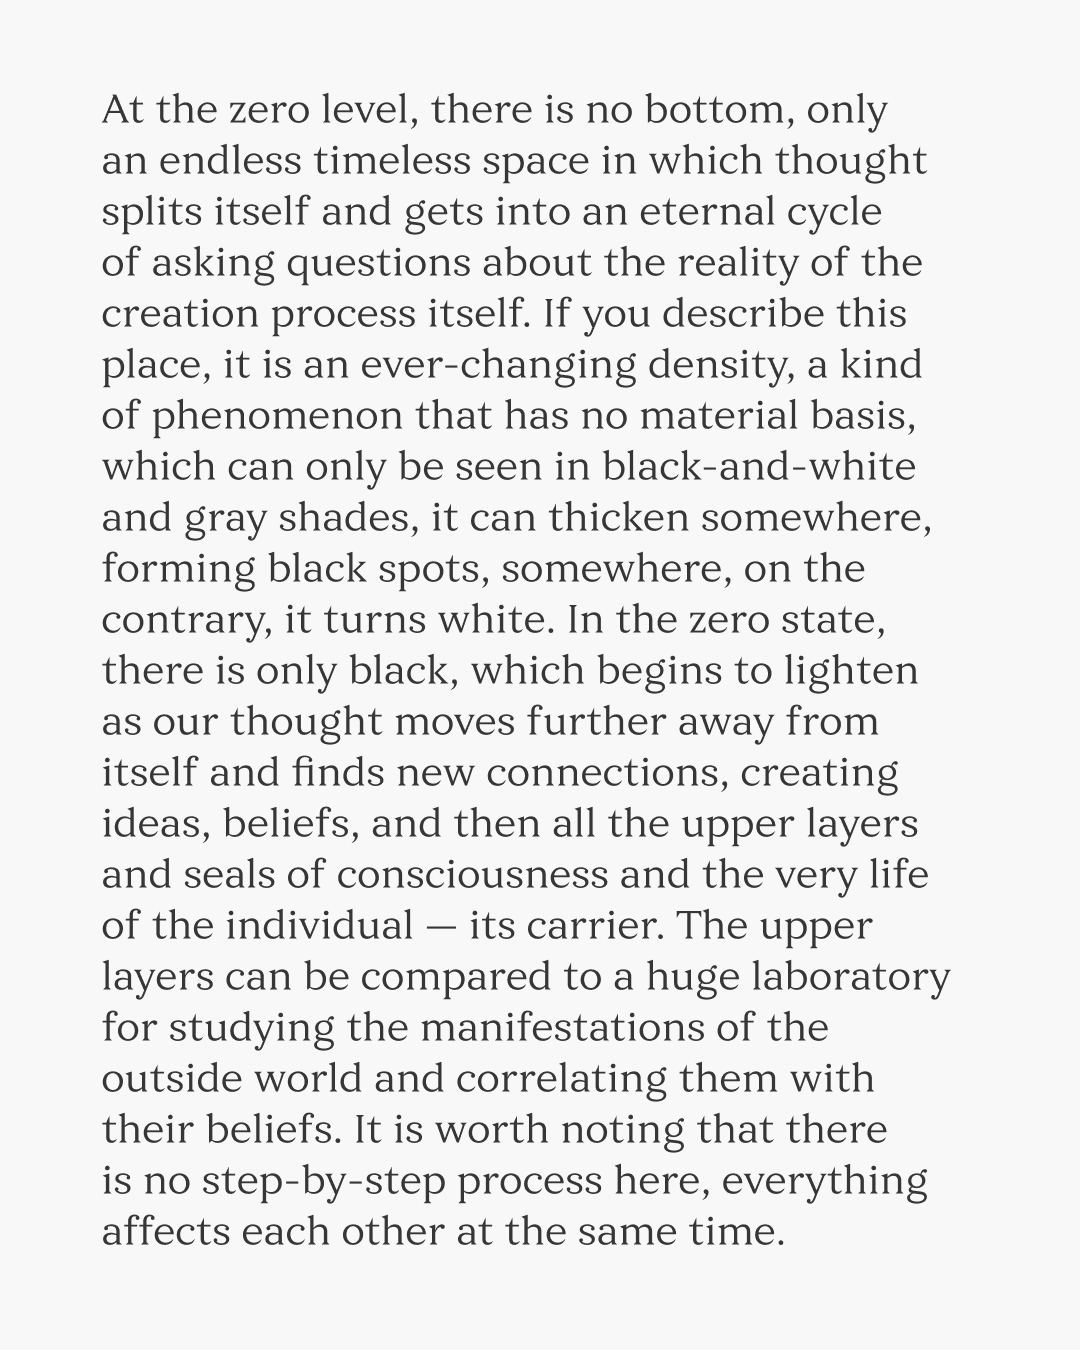 At the zero level, there is no bottom, only
an endless timeless space in which thought
splits itself and gets into an eternal cycle
of asking questions about the reality of the
creation process itself. If you describe this
place, it is an ever-changing density, a kind
of phenomenon that has no material basis,
which can only be seen in black-and-white
and gray shades, it can thicken somewhere,
forming black spots, somewhere, on the
contrary, it turns white. In the zero state,
there is only black, which begins to lighten
as our thought moves further away from
itself and finds new connections, creating
ideas, beliefs, and then all the upper layers
and seals of consciousness and the very life
of the individual — its carrier. The upper
layers can be compared to a huge laboratory
for studying the manifestations of the
outside world and correlating them with
their beliefs. It is worth noting that there
is no step-by-step process here, everything
affects each other at the same time.